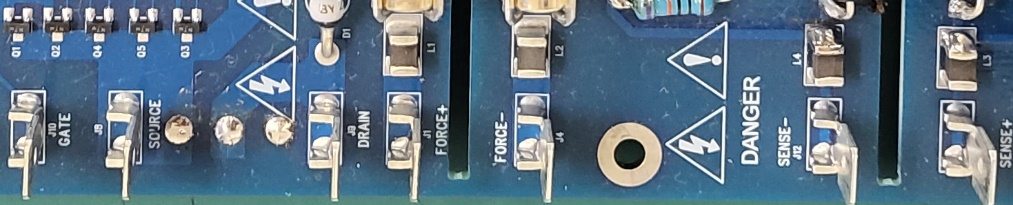 34
D1
L1
L2
L4
L3
Q1
Q2
Q4
Q5
Q3
J10
GATE
J8
SOURCE
J9
DRAIN
J1
FORCE+
FORCE-
J4
DANGER
SENSE-
J12
SENSE+